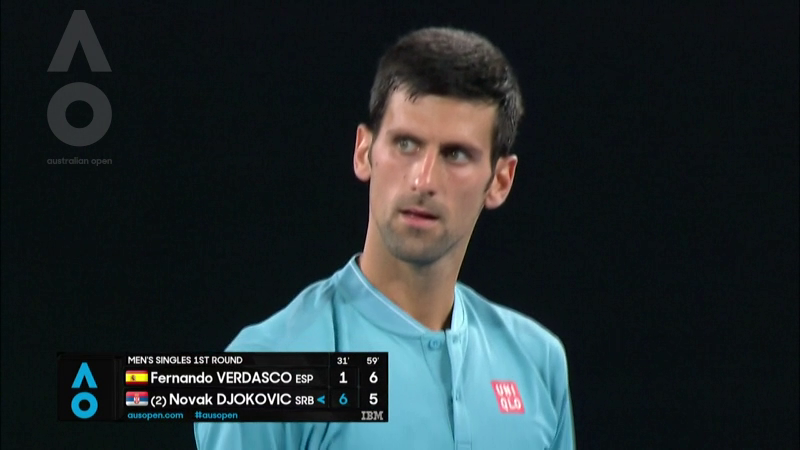 australian open
MEN'S SINGLES 1ST ROUND 31' 59'
Fernando VERDASCO ESP 1 6
(2) Novak DJOKOVIC SRB < 6 5
ausopen.com #ausopen IBM
UNI
QLO